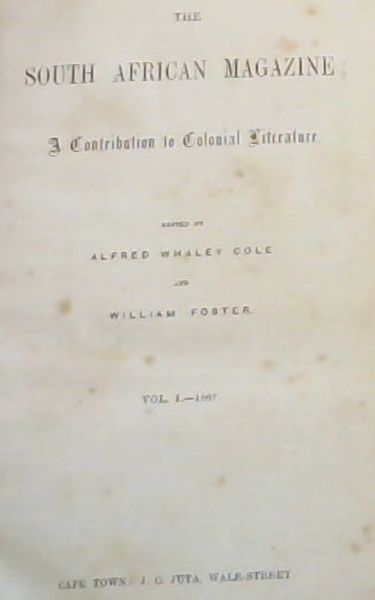 THE
SOUTH AFRICAN MAGAZINE
A Contribution to Colonial Literature.
EDITED BY
ALFRED WHALEY COLE
AND
WILLIAM FOSTER.
VOL. I.—1867.
CAPE TOWN: J. C. JUTA, WALE-STREET